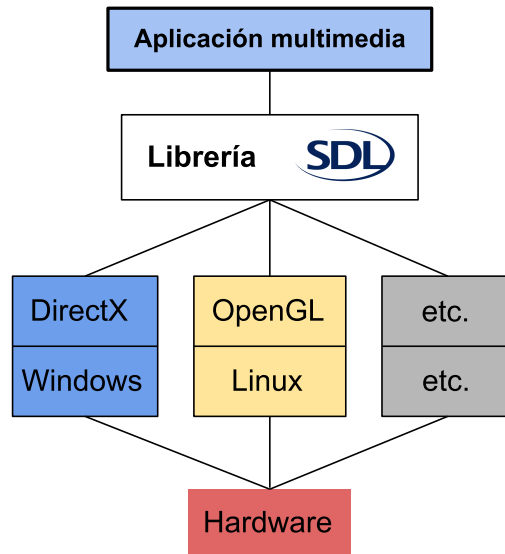 Aplicación multimedia
Librería SDL
DirectX OpenGL etc.
Windows Linux etc.
Hardware